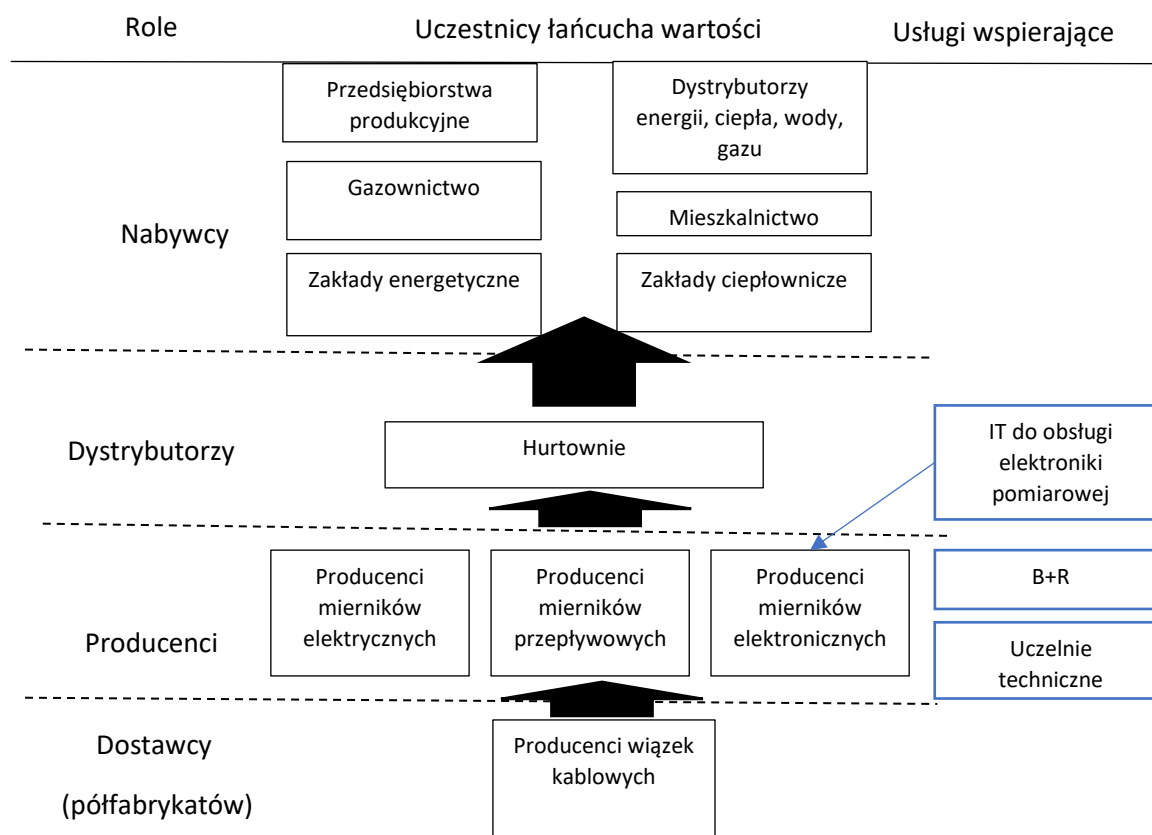 Role
Uczestnicy łańcucha wartości
Usługi wspierające
Przedsiębiorstwa
produkcyjne
Dystrybutorzy
energii, ciepła, wody,
gazu
Gazownictwo
Mieszkalnictwo
Nabywcy
Zakłady energetyczne
Zakłady ciepłownicze
Dystrybutorzy
Hurtownie
IT do obsługi
elektroniki
pomiarowej
Producenci
Producenci
mierników
elektrycznych
Producenci
mierników
przepływowych
Producenci
mierników
elektronicznych
B+R
Uczelnie
techniczne
Dostawcy
(półfabrykatów)
Producenci wiązek
kablowych